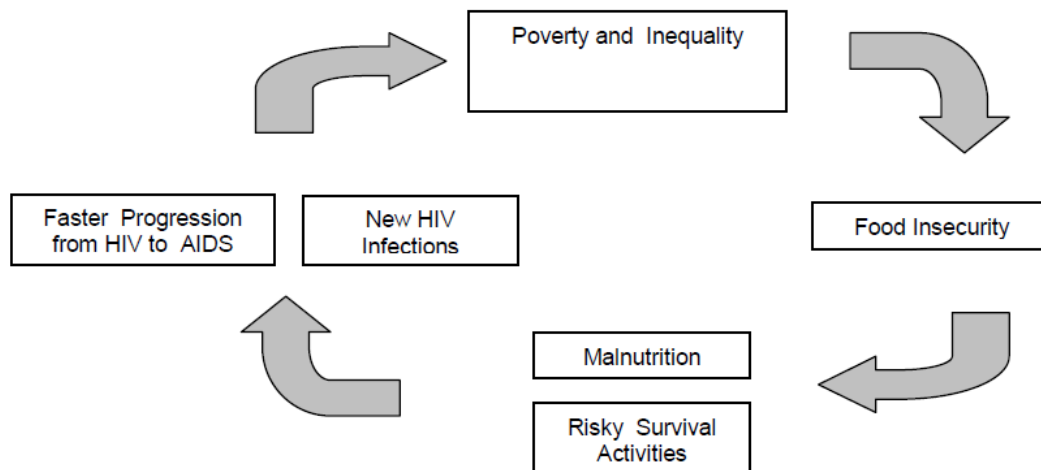 Poverty and Inequality
Faster Progression
from HIV to AIDS
New HIV
Infections
Food Insecurity
Malnutrition
Risky Survival
Activities